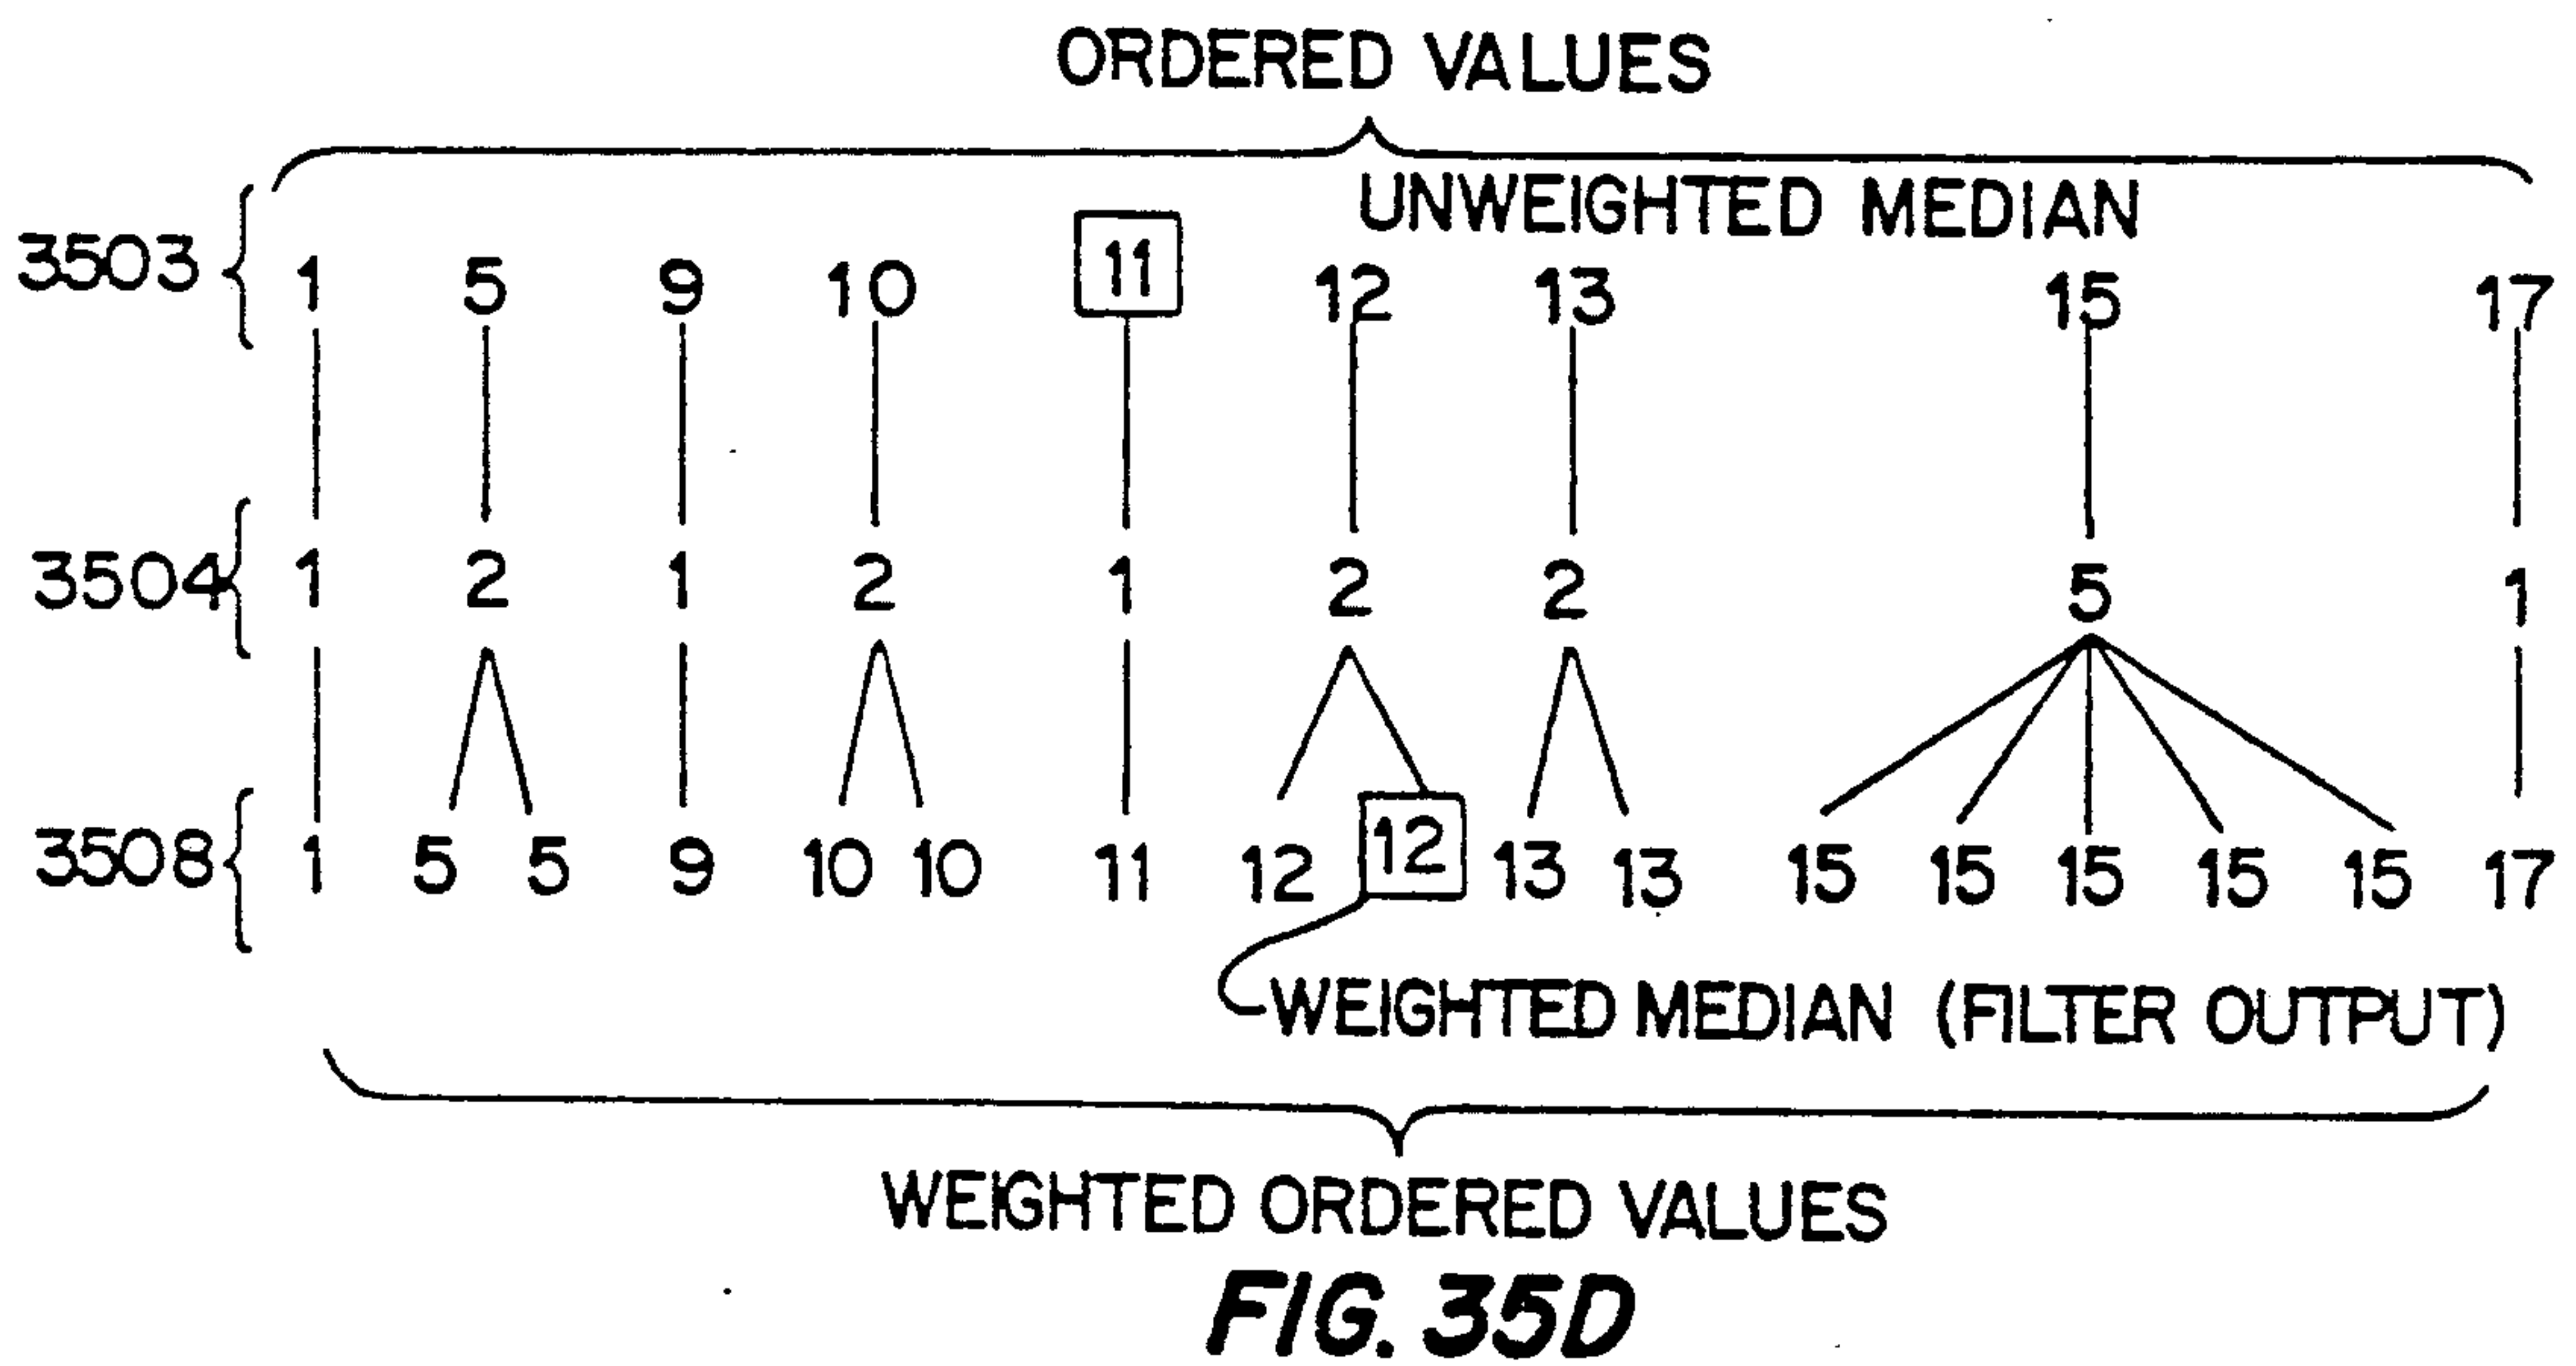 ORDERED VALUES
UNWEIGHTED MEDIAN
3503 1 5 9 10 11 12 13 15 17
3504 1 2 1 2 1 2 2 5 1
3508 1 5 5 9 10 10 11 12 12 13 13 15 15 15 15 15 17
WEIGHTED MEDIAN (FILTER OUTPUT)
WEIGHTED ORDERED VALUES
FIG. 35D